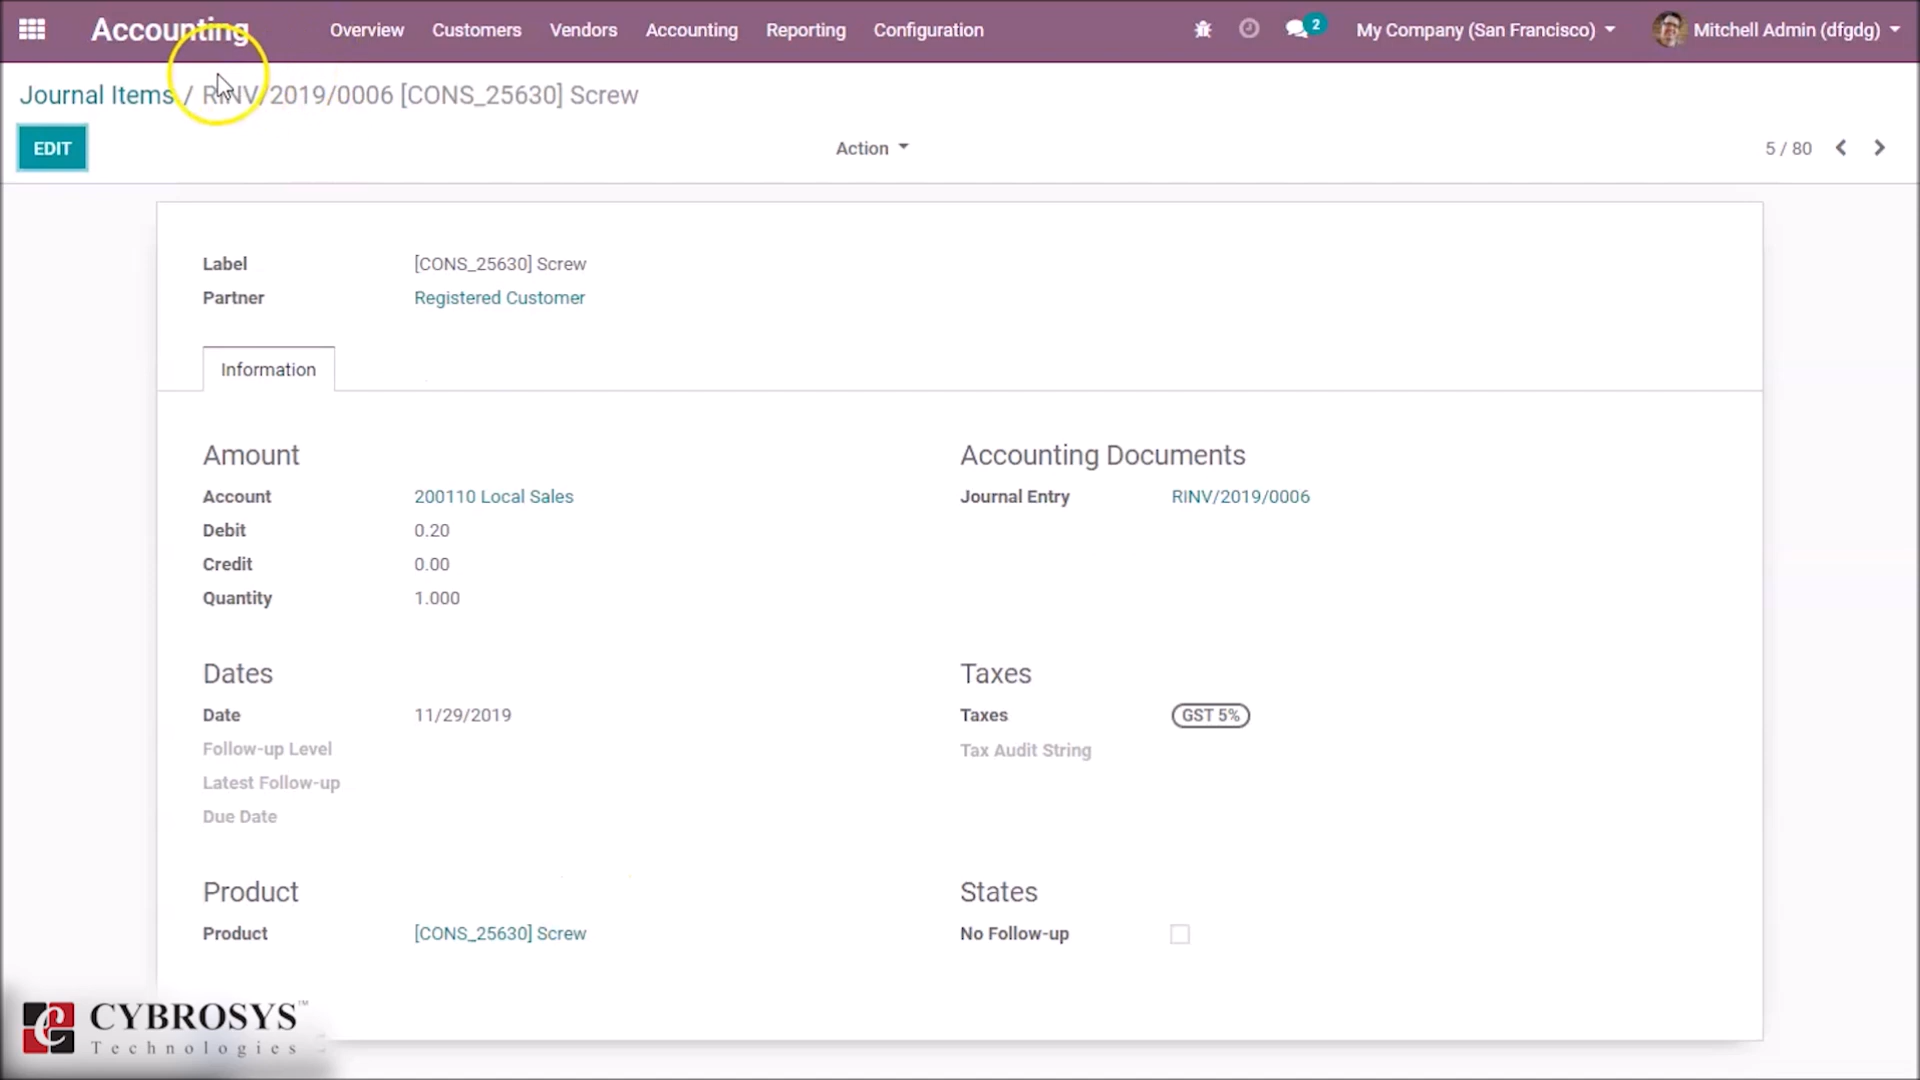 Accounting Overview Customers Vendors Accounting Reporting Configuration 2 My Company (San Francisco) Mitchell Admin (dfgdg)
Journal Items / RINV/2019/0006 [CONS_25630] Screw
EDIT Action 5 / 80
Label [CONS_25630] Screw
Partner Registered Customer
Information
Amount Accounting Documents
Account 200110 Local Sales Journal Entry RINV/2019/0006
Debit 0.20
Credit 0.00
Quantity 1.000
Dates Taxes
Date 11/29/2019 Taxes GST 5%
Follow-up Level Tax Audit String
Latest Follow-up
Due Date
Product States
Product [CONS_25630] Screw No Follow-up
CYBROSYS™
Technologies